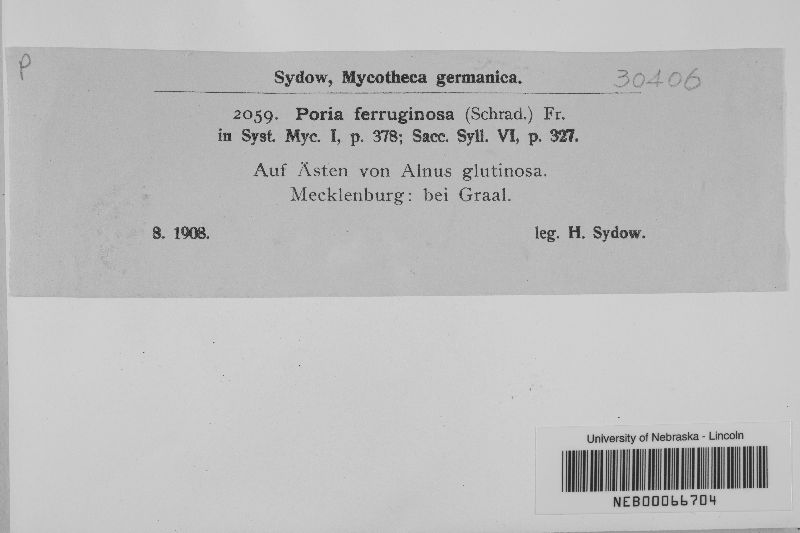 P
Sydow, Mycotheca germanica. 30406
2059. Poria ferruginosa (Schrad.) Fr.
in Syst. Myc. I, p. 378; Sacc. Syll. VI, p. 327.
Auf Ästen von Alnus glutinosa.
Mecklenburg: bei Graal.
8. 1908. leg. H. Sydow.
University of Nebraska - Lincoln
NEB00066704